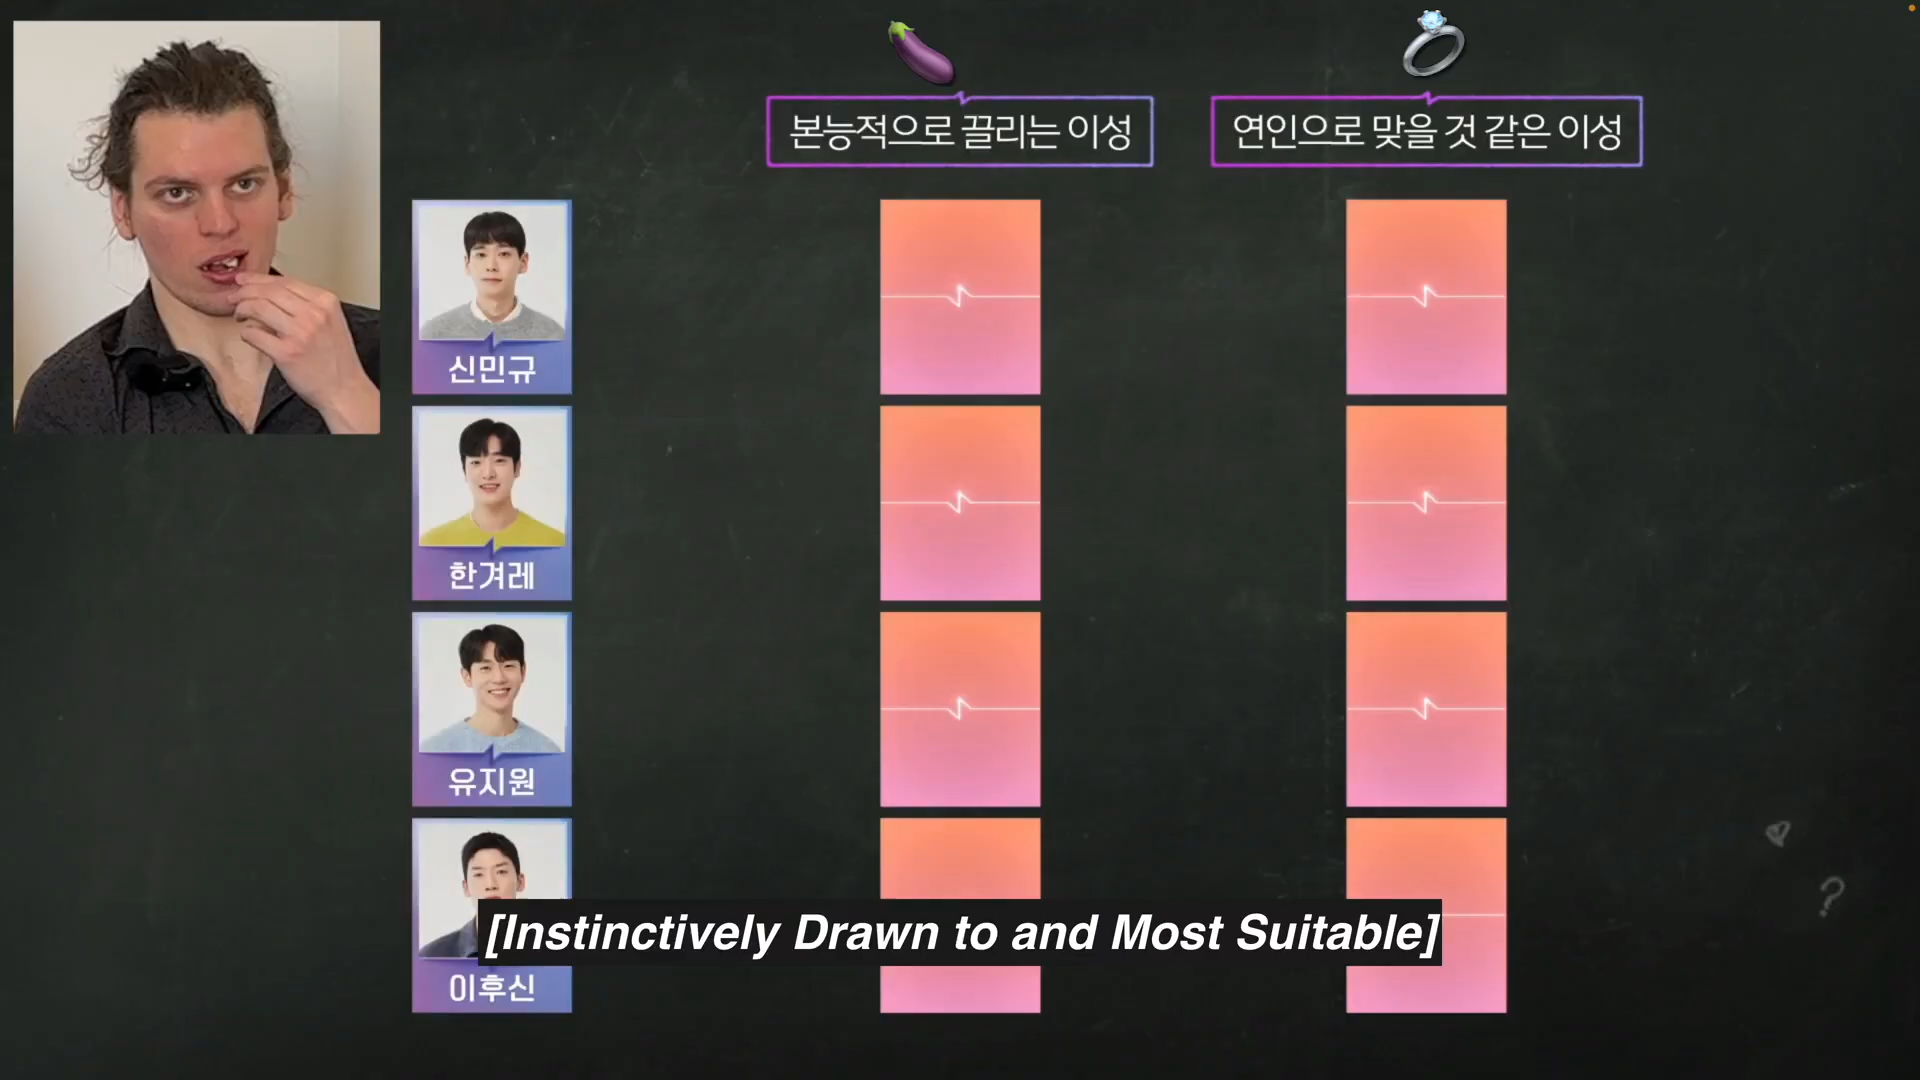 본능적으로 끌리는 이성
연인으로 맞을 것 같은 이성
신민규
한겨레
유지원
이후신
[Instinctively Drawn to and Most Suitable]
?